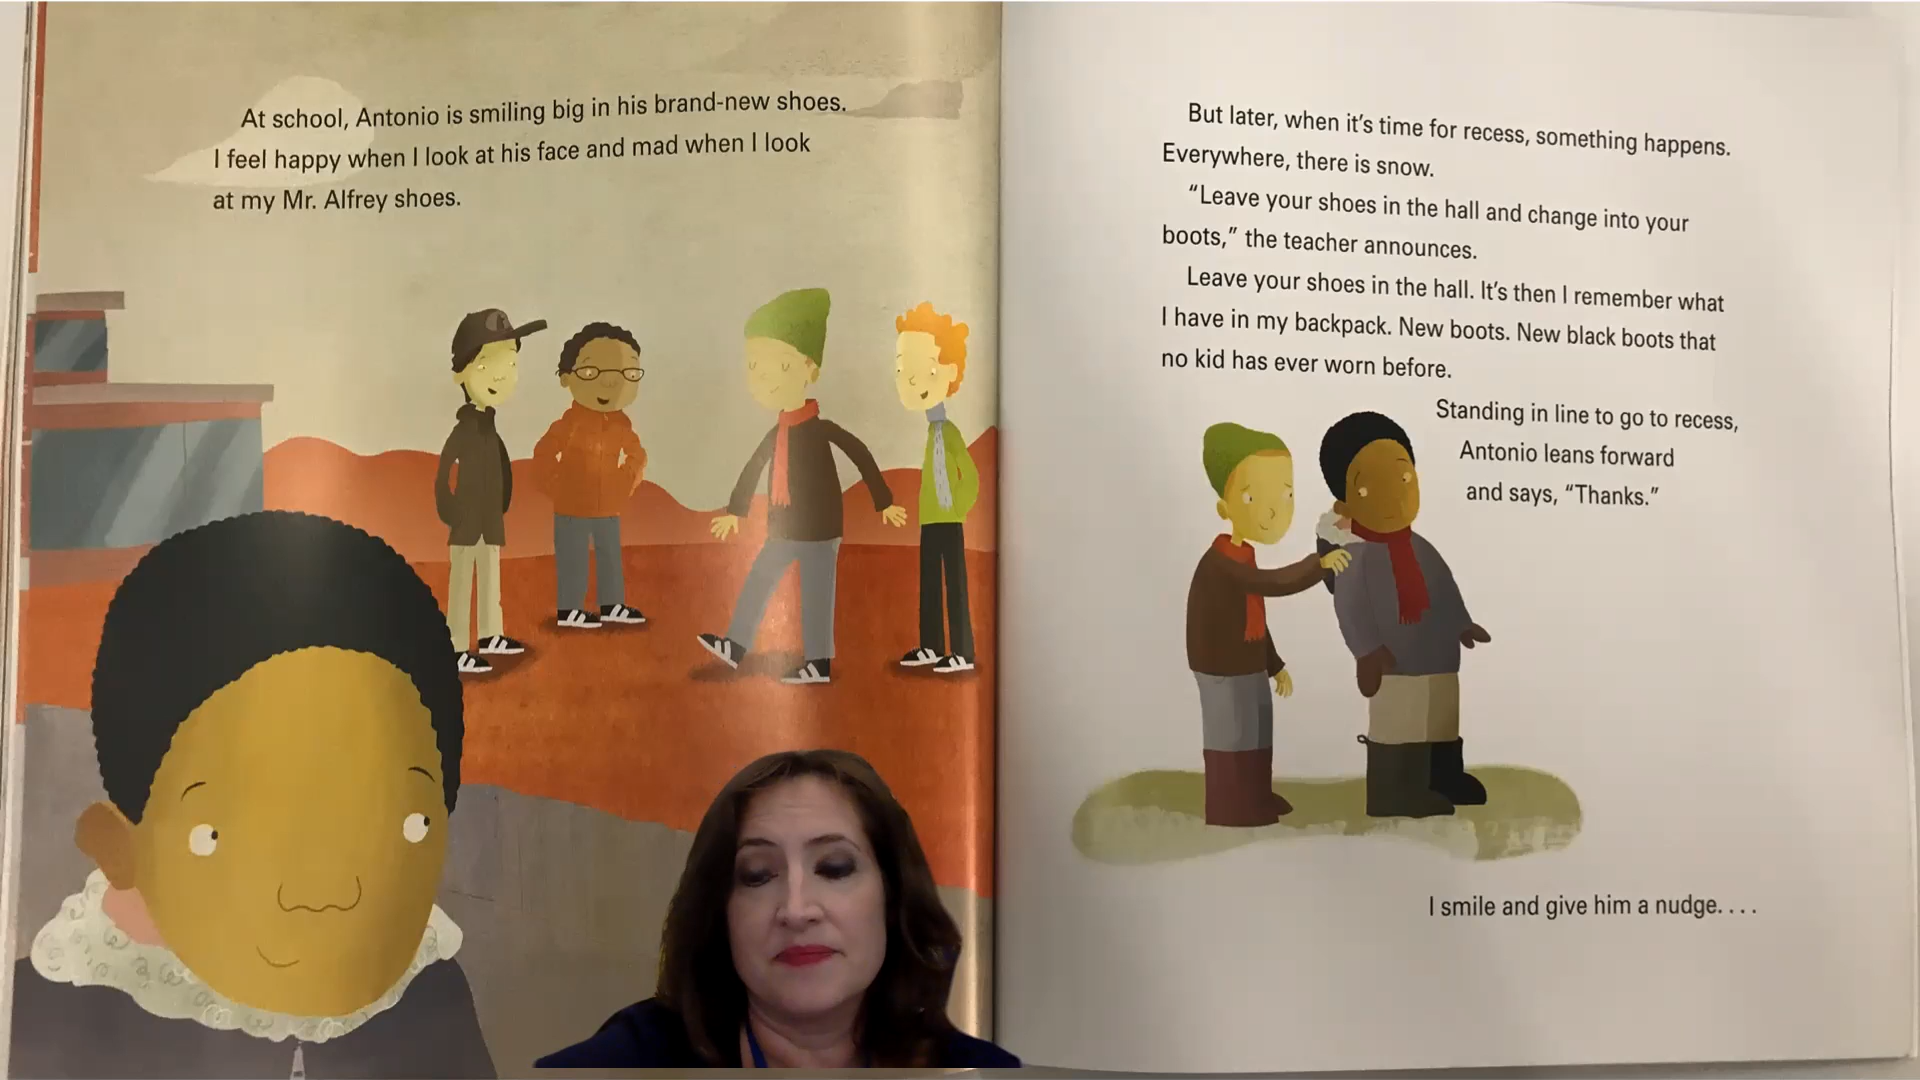 At school, Antonio is smiling big in his brand-new shoes.
I feel happy when I look at his face and mad when I look
at my Mr. Alfrey shoes.
But later, when it's time for recess, something happens.
Everywhere, there is snow.
“Leave your shoes in the hall and change into your
boots,” the teacher announces.
Leave your shoes in the hall. It's then I remember what
I have in my backpack. New boots. New black boots that
no kid has ever worn before.
Standing in line to go to recess,
Antonio leans forward
and says, “Thanks.”
I smile and give him a nudge. . . .